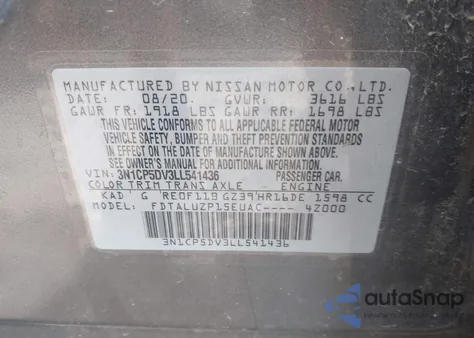 MANUFACTURED BY NISSAN MOTOR CO., LTD.
DATE: 08/20. GVWR: 3616 LBS
GAWR FR: 1918 LBS GAWR RR: 1698 LBS
THIS VEHICLE CONFORMS TO ALL APPLICABLE FEDERAL MOTOR
VEHICLE SAFETY, BUMPER AND THEFT PREVENTION STANDARDS
IN EFFECT ON THE DATE OF MANUFACTURE SHOWN ABOVE.
SEE OWNER'S MANUAL FOR FURTHER INFORMATION.
VIN: 3N1CP5DV3LL541436 PASSENGER CAR.
COLOR TRIM TRANS AXLE ENGINE
KAD G RE0F11B GZ39 HR16DE 1598 CC
MODEL: FDTALUZP15EUAC---- 4Z000
3N1CP5DV3LL541436
autoSnap